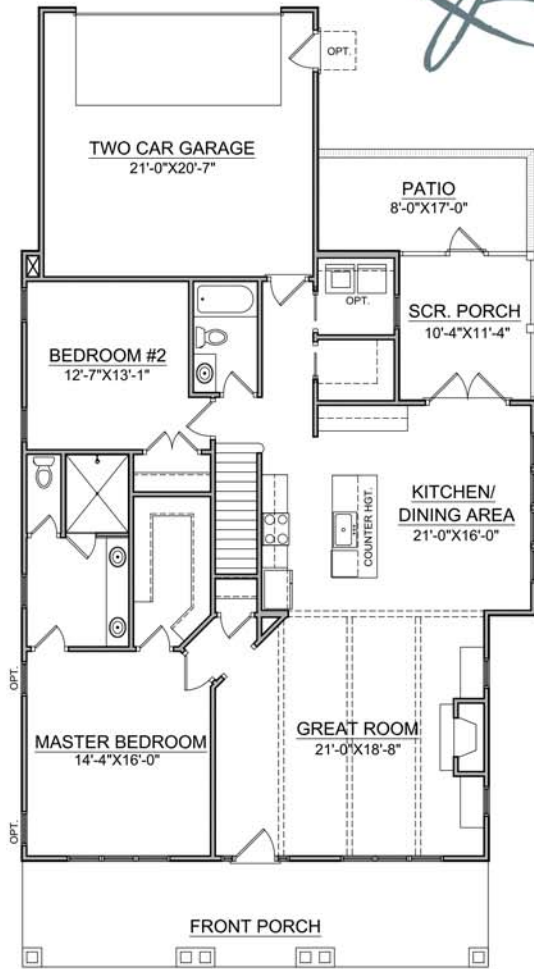 OPT.
TWO CAR GARAGE
21'-0"X20'-7"
PATIO
8'-0"X17'-0"
OPT.
SCR. PORCH
10'-4"X11'-4"
BEDROOM #2
12'-7"X13'-1"
KITCHEN/
DINING AREA
21'-0"X16'-0"
COUNTER HGT.
OPT.
GREAT ROOM
21'-0"X18'-8"
MASTER BEDROOM
14'-4"X16'-0"
OPT.
FRONT PORCH